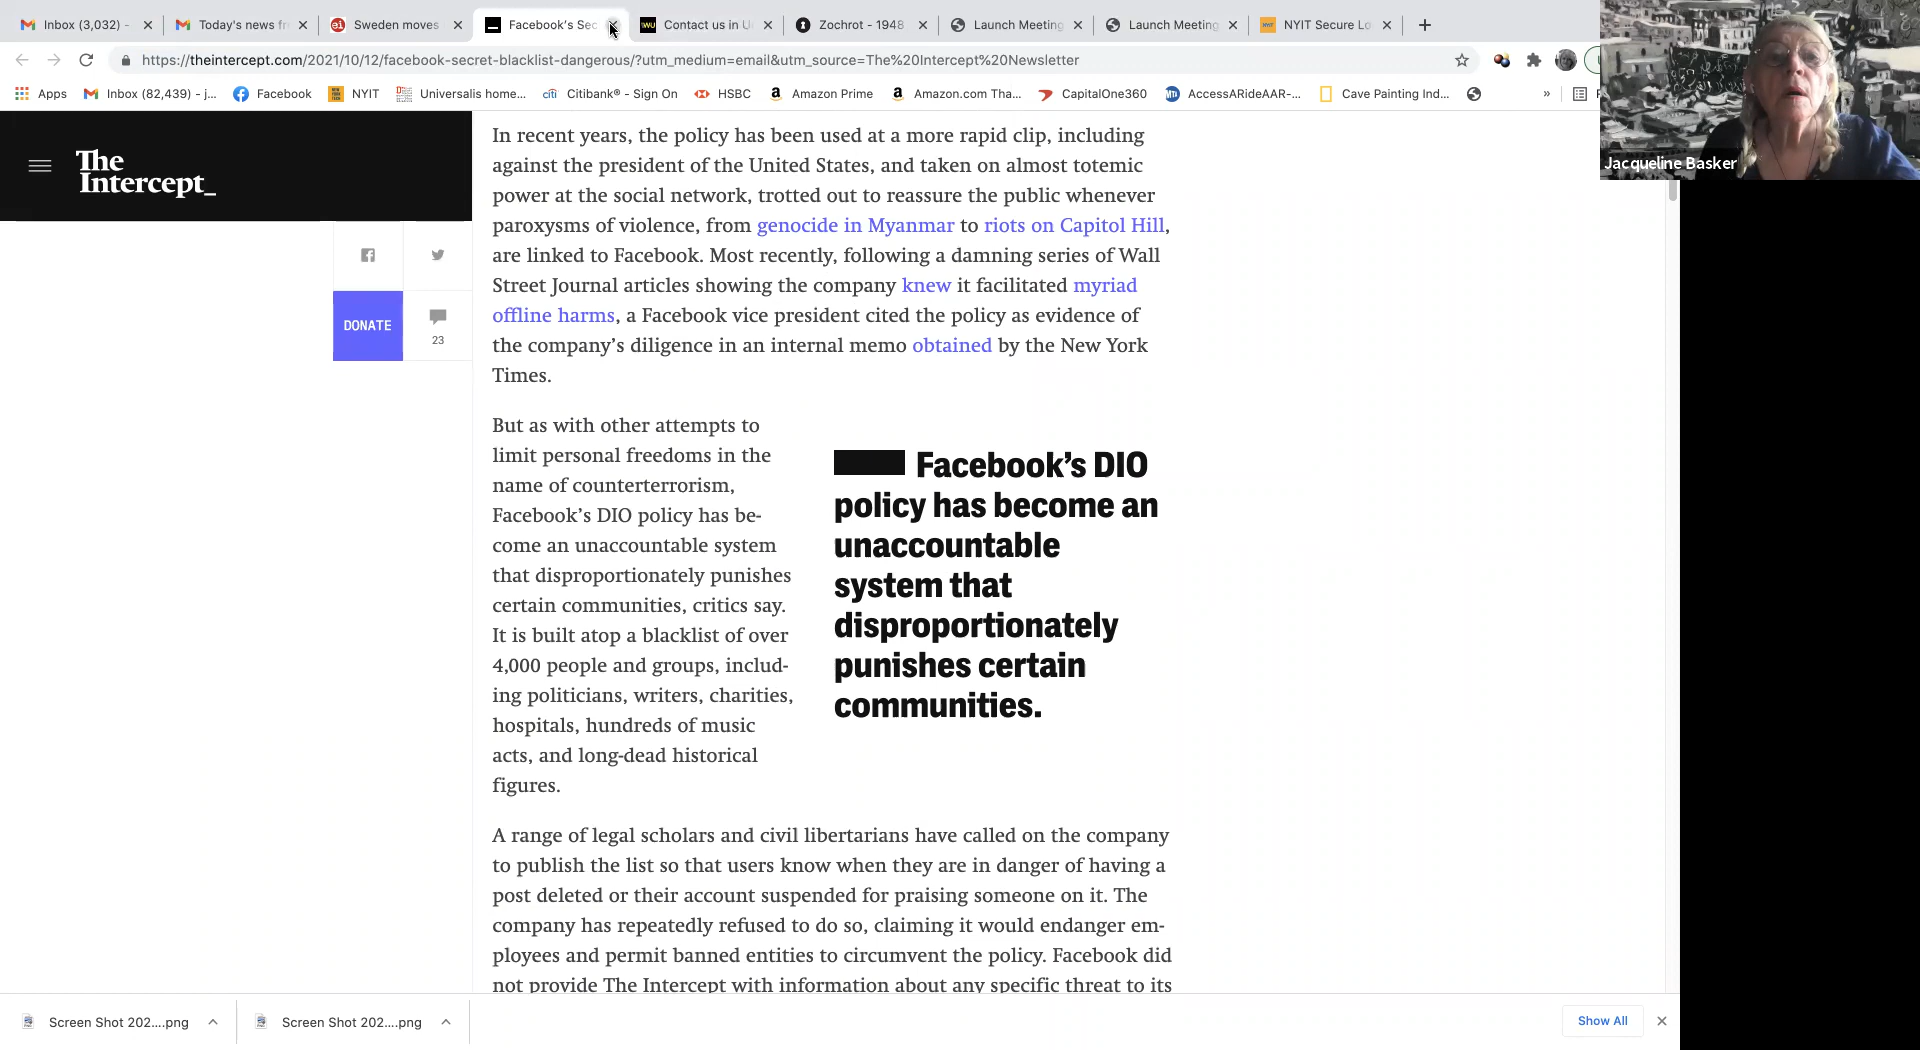 Inbox (3,032) -
Today's news fr
Sweden moves
Facebook's Sec
Contact us in U
Zochrot - 1948
Launch Meeting
Launch Meeting
NYIT Secure Lo
https://theintercept.com/2021/10/12/facebook-secret-blacklist-dangerous/?utm_medium=email&utm_source=The%20Intercept%20Newsletter
Apps
Inbox (82,439) - j...
Facebook
NYIT
Universalis home...
citi Citibank® - Sign On
HSBC
Amazon Prime
Amazon.com Tha...
CapitalOne360
AccessARideAAR-...
Cave Painting Ind...
»
Jacqueline Basker
The
Intercept_
DONATE
23
In recent years, the policy has been used at a more rapid clip, including
against the president of the United States, and taken on almost totemic
power at the social network, trotted out to reassure the public whenever
paroxysms of violence, from genocide in Myanmar to riots on Capitol Hill,
are linked to Facebook. Most recently, following a damning series of Wall
Street Journal articles showing the company knew it facilitated myriad
offline harms, a Facebook vice president cited the policy as evidence of
the company's diligence in an internal memo obtained by the New York
Times.
But as with other attempts to
limit personal freedoms in the
name of counterterrorism,
Facebook's DIO policy has be-
come an unaccountable system
that disproportionately punishes
certain communities, critics say.
It is built atop a blacklist of over
4,000 people and groups, includ-
ing politicians, writers, charities,
hospitals, hundreds of music
acts, and long-dead historical
figures.
Facebook's DIO
policy has become an
unaccountable
system that
disproportionately
punishes certain
communities.
A range of legal scholars and civil libertarians have called on the company
to publish the list so that users know when they are in danger of having a
post deleted or their account suspended for praising someone on it. The
company has repeatedly refused to do so, claiming it would endanger em-
ployees and permit banned entities to circumvent the policy. Facebook did
not provide The Intercept with information about any specific threat to its
Screen Shot 202....png
Screen Shot 202....png
Show All